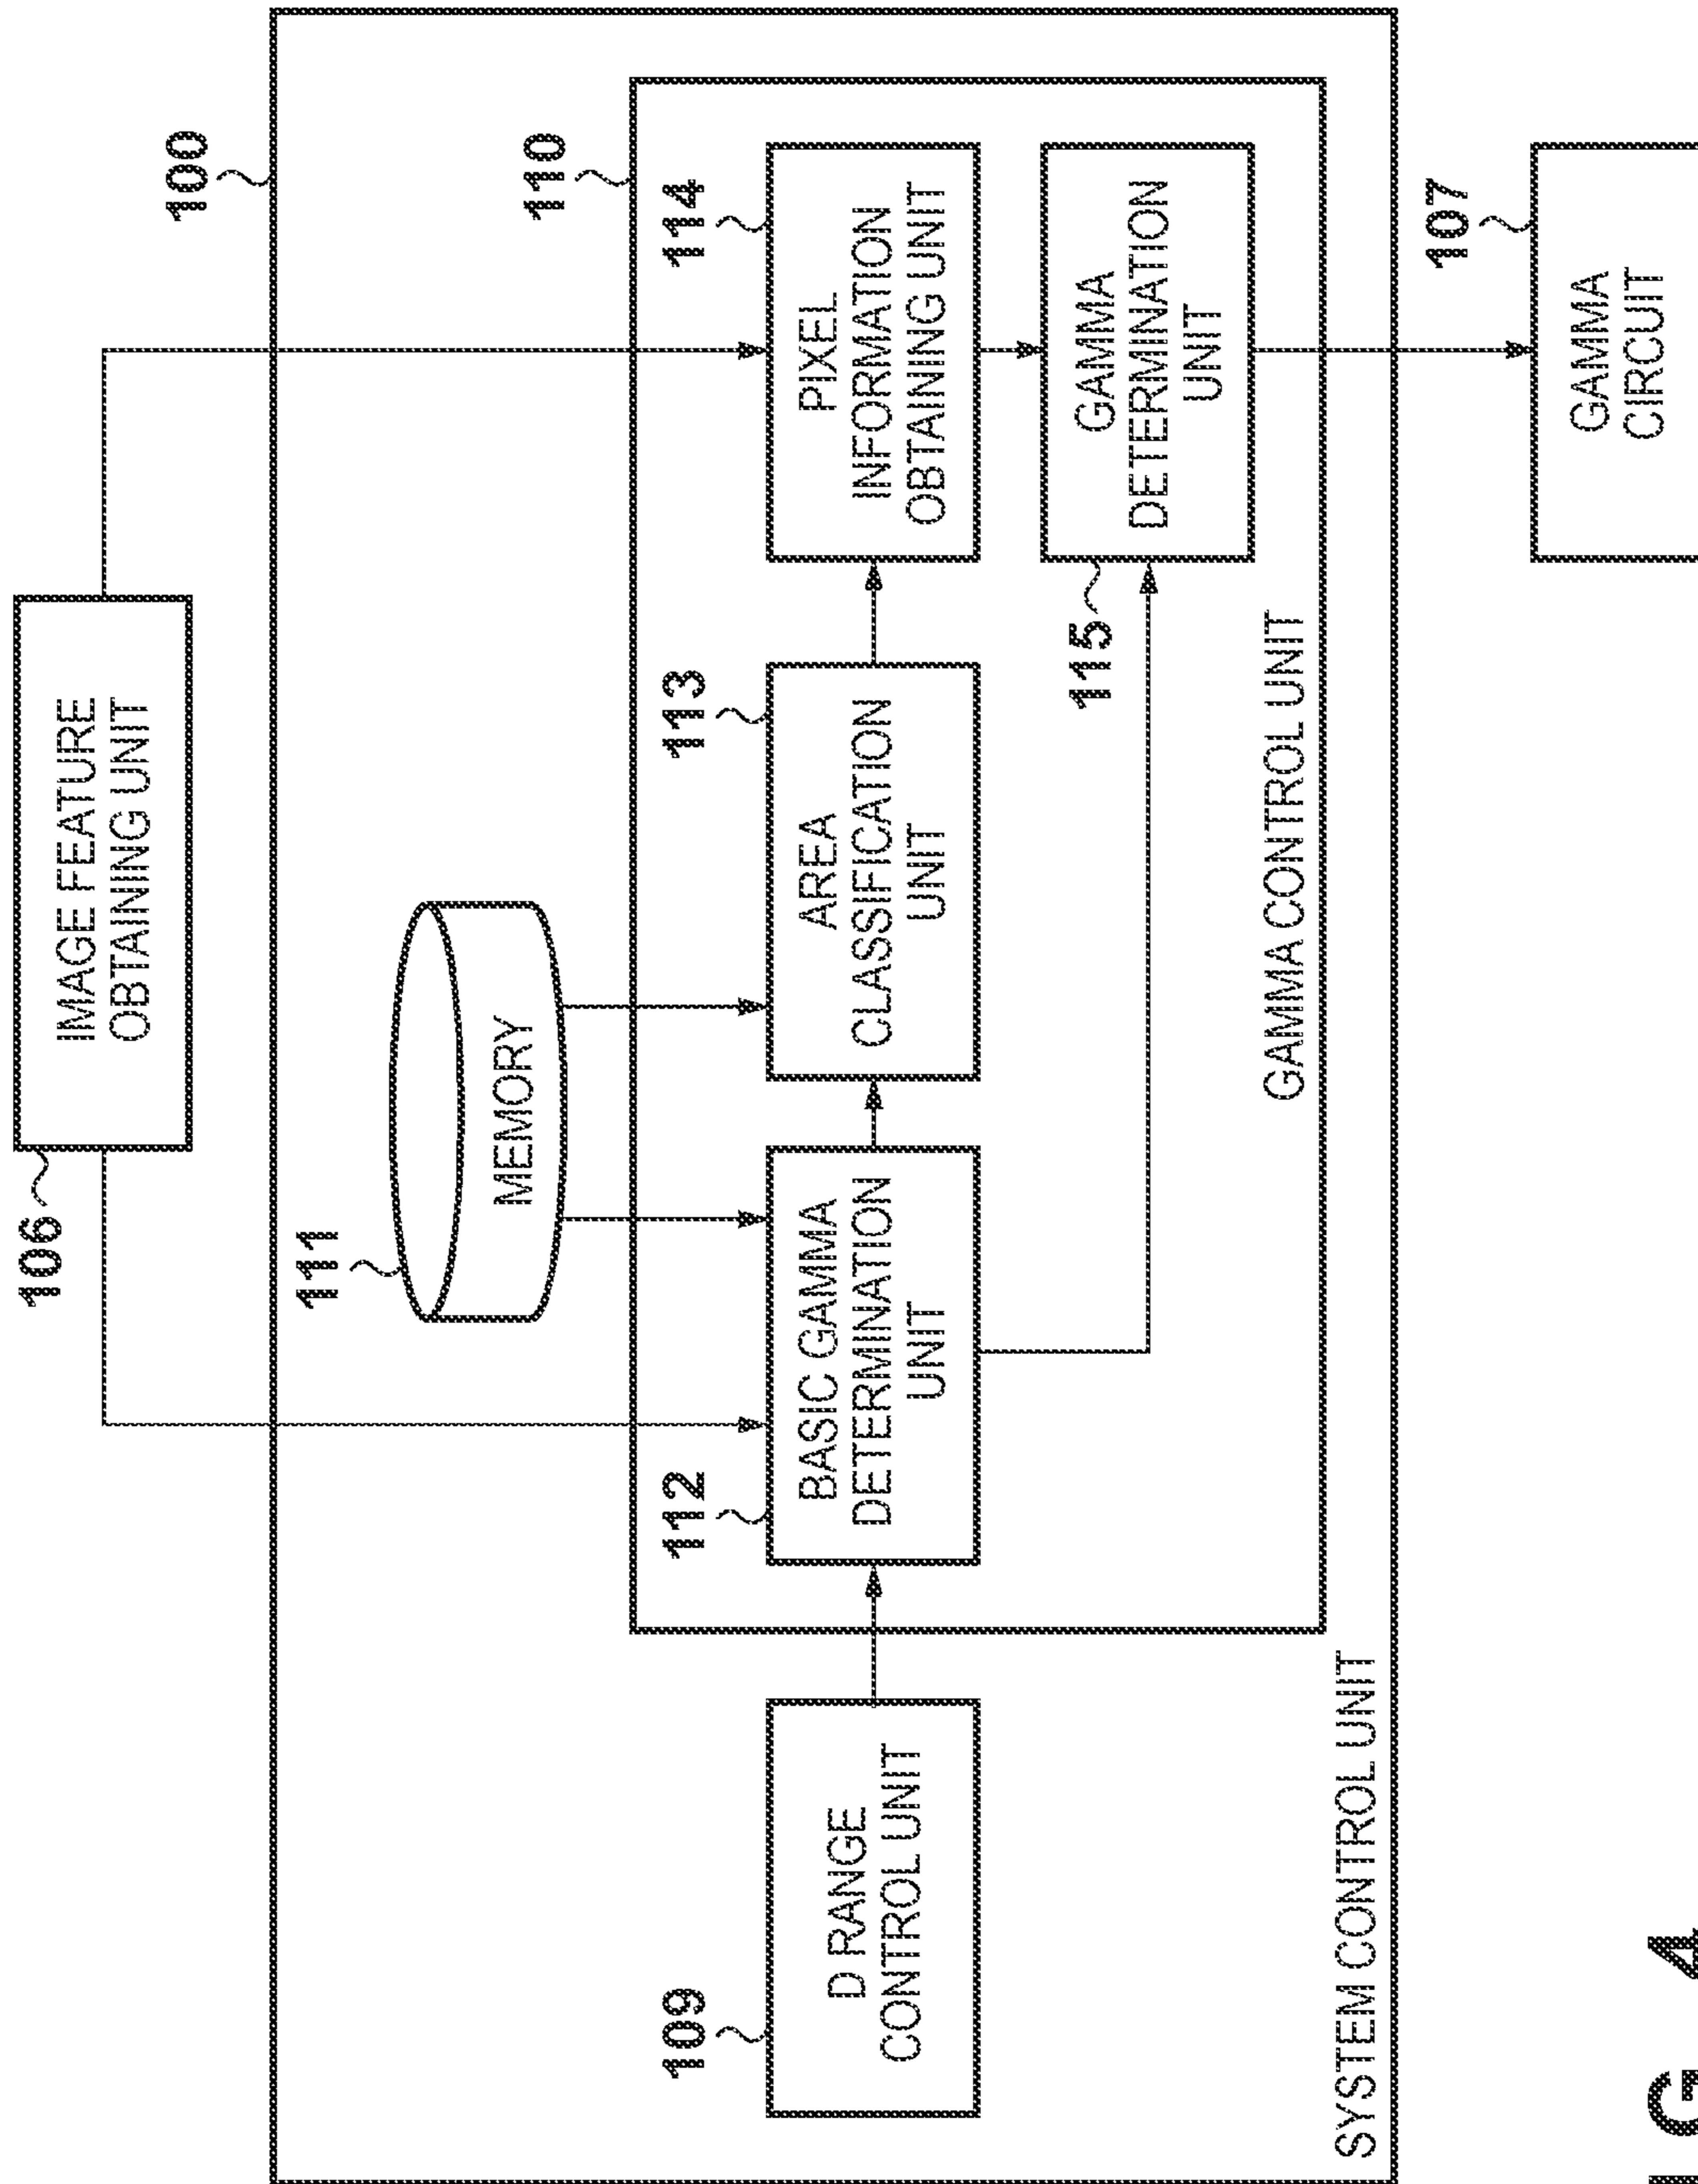 106
IMAGE FEATURE
OBTAINING UNIT
100
111
MEMORY
110
109
D RANGE
CONTROL UNIT
112
BASIC GAMMA
DETERMINATION
UNIT
113
AREA
CLASSIFICATION
UNIT
114
PIXEL
INFORMATION
OBTAINING UNIT
115
GAMMA
DETERMINATION
UNIT
GAMMA CONTROL UNIT
SYSTEM CONTROL UNIT
107
GAMMA
CIRCUIT
IG. 4